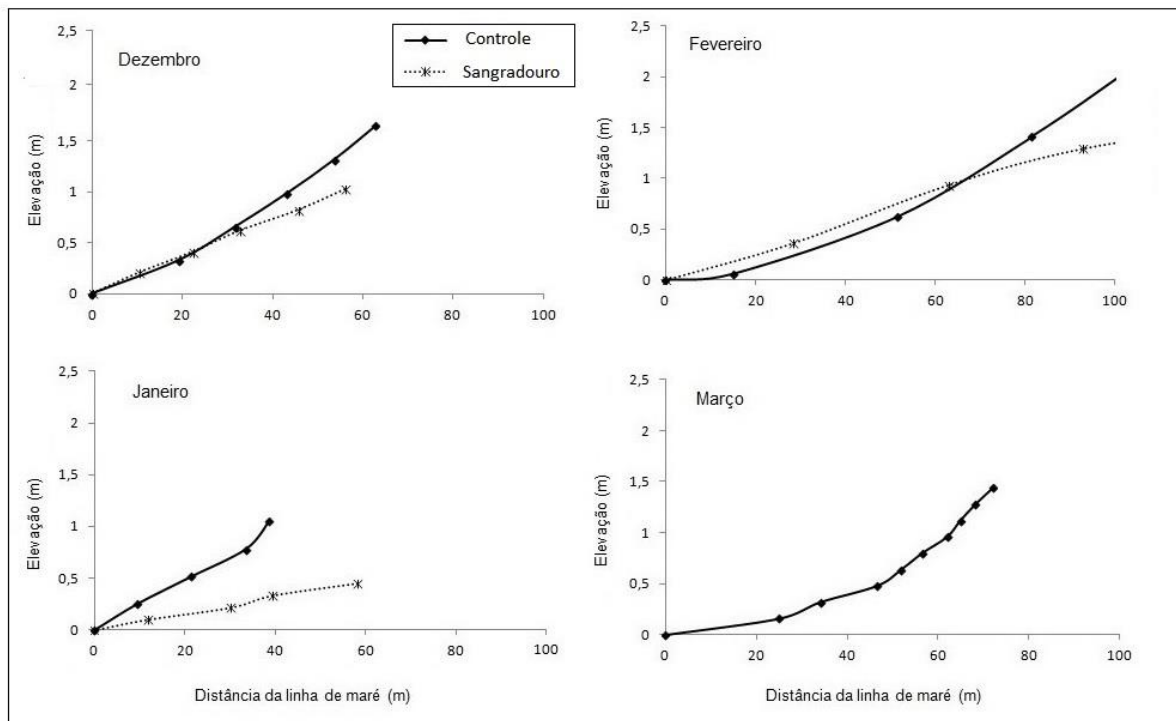 Dezembro
Controle
Sangradouro
Elevação (m)
2,5
2
1,5
1
0,5
0
0 20 40 60 80 100
Fevereiro
Elevação (m)
2,5
2
1,5
1
0,5
0
0 20 40 60 80 100
Janeiro
Elevação (m)
2,5
2
1,5
1
0,5
0
0 20 40 60 80 100
Distância da linha de maré (m)
Março
Elevação (m)
2,5
2
1,5
1
0,5
0
0 20 40 60 80 100
Distância da linha de maré (m)